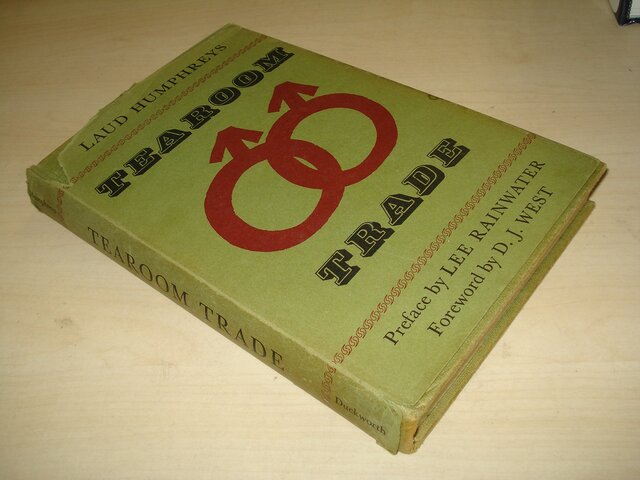 LAUD HUMPHREYS
TEAROOM
TRADE
Preface by LEE RAINWATER
Foreword by D. J. WEST
TEAROOM TRADE
Duckworth